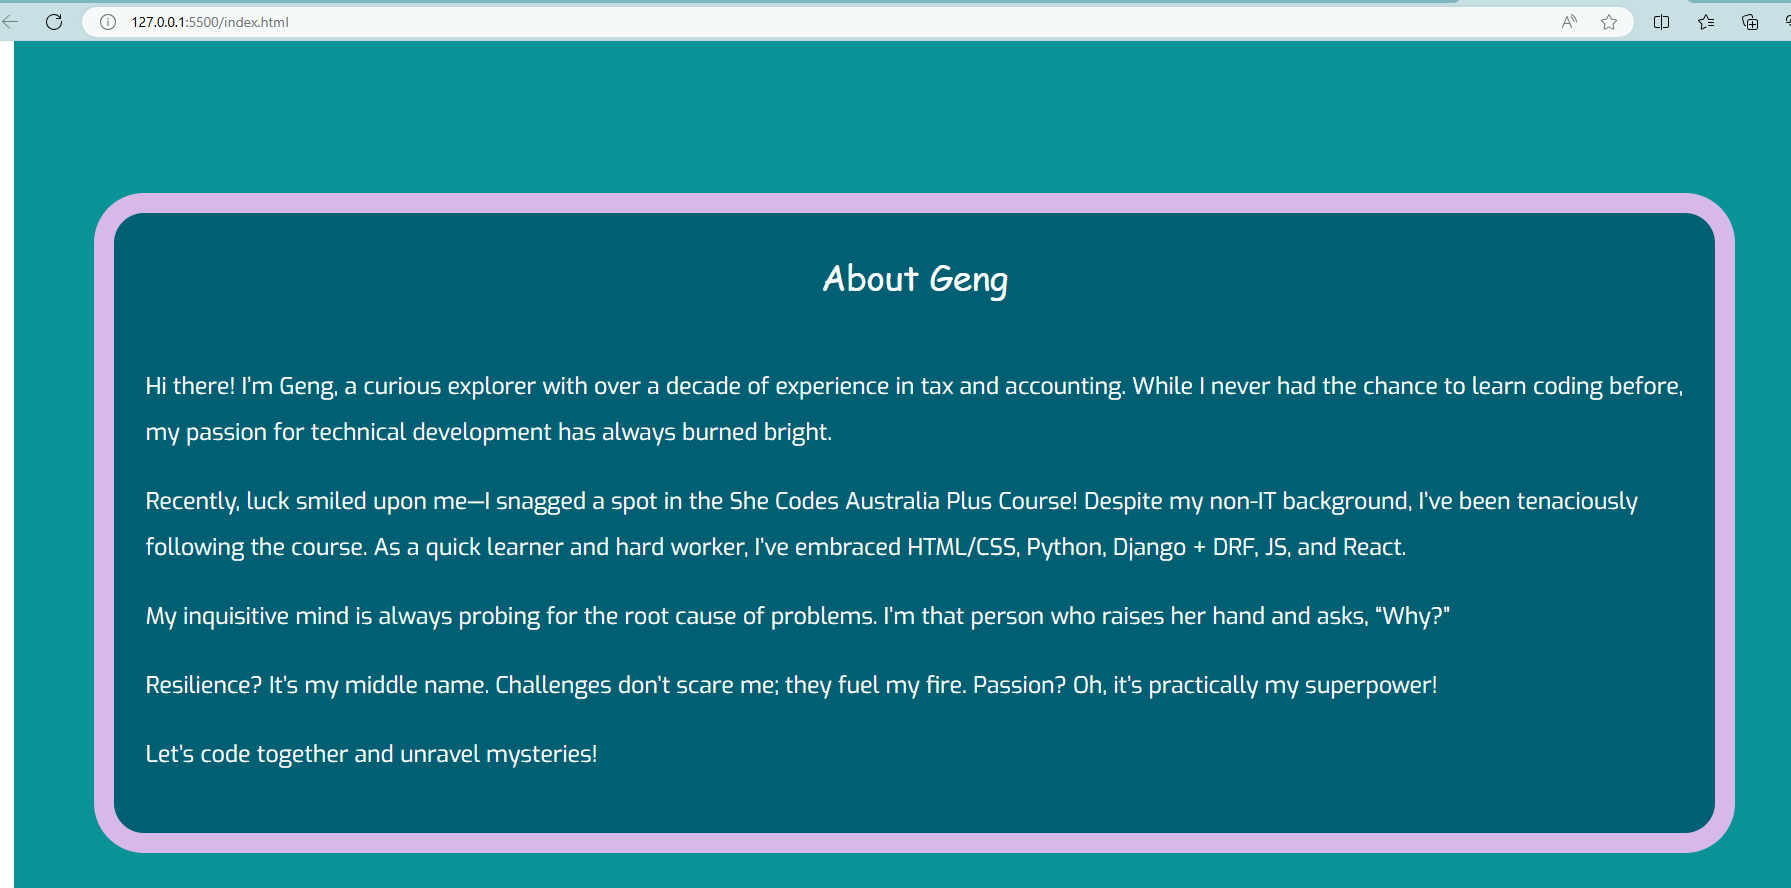 127.0.0.1:5500/index.html
About Geng
Hi there! I’m Geng, a curious explorer with over a decade of experience in tax and accounting. While I never had the chance to learn coding before,
my passion for technical development has always burned bright.
Recently, luck smiled upon me—I snagged a spot in the She Codes Australia Plus Course! Despite my non-IT background, I’ve been tenaciously
following the course. As a quick learner and hard worker, I’ve embraced HTML/CSS, Python, Django + DRF, JS, and React.
My inquisitive mind is always probing for the root cause of problems. I’m that person who raises her hand and asks, “Why?”
Resilience? It’s my middle name. Challenges don’t scare me; they fuel my fire. Passion? Oh, it’s practically my superpower!
Let’s code together and unravel mysteries!